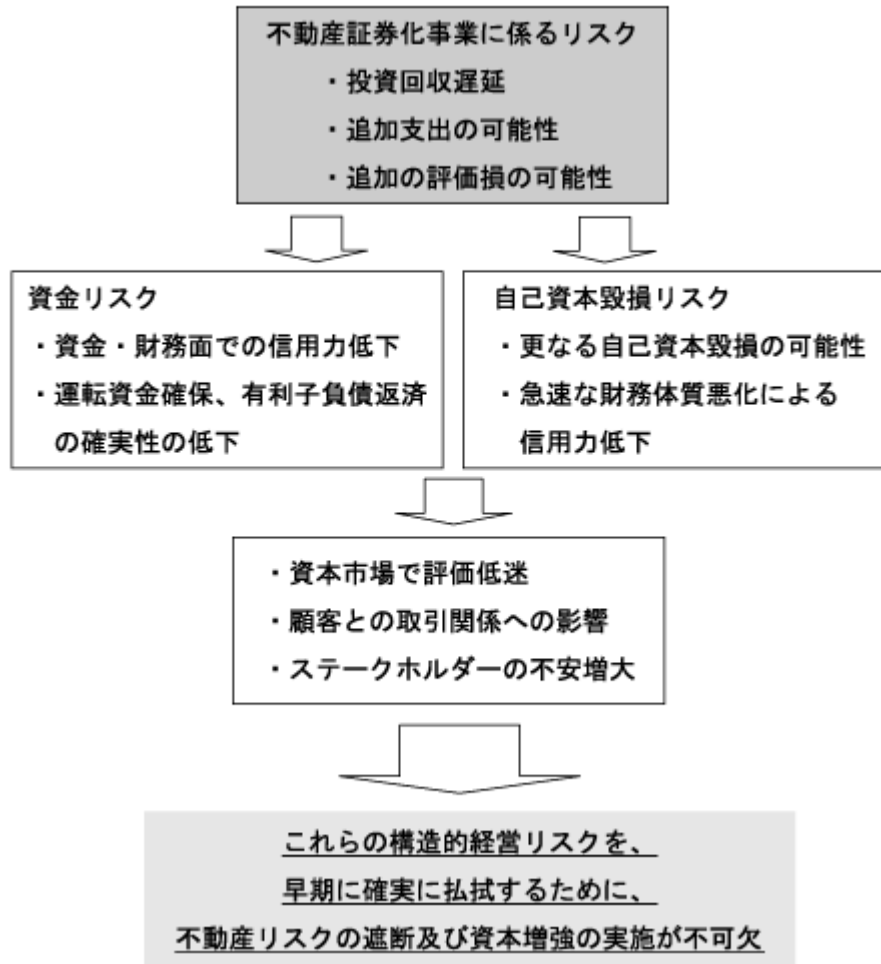 不動産証券化事業に係るリスク
・投資回収遅延
・追加支出の可能性
・追加の評価損の可能性
資金リスク
・資金・財務面での信用力低下
・運転資金確保、有利子負債返済
の確実性の低下
自己資本毀損リスク
・更なる自己資本毀損の可能性
・急速な財務体質悪化による
信用力低下
・資本市場で評価低迷
・顧客との取引関係への影響
・ステークホルダーの不安増大
これらの構造的経営リスクを、
早期に確実に払拭するために、
不動産リスクの遮断及び資本増強の実施が不可欠